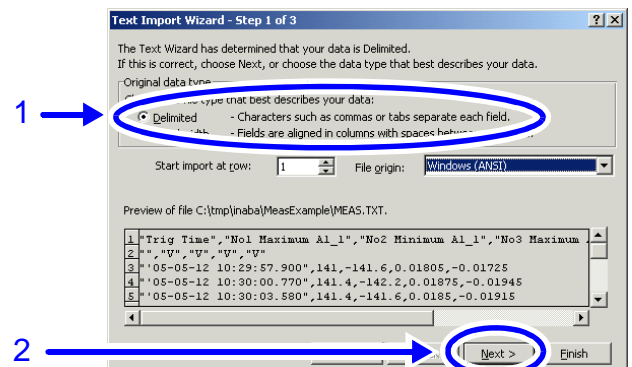 Text Import Wizard - Step 1 of 3
The Text Wizard has determined that your data is Delimited.
If this is correct, choose Next, or choose the data type that best describes your data.
Original data type
type that best describes your data:
1
Delimited - Characters such as commas or tabs separate each field.
- Fields are aligned in columns with spaces
Start import at row: 1 File origin: Windows (ANSI)
Preview of file C:\tmp\inaba\MeasExample\MEAS.TXT.
1 "Trig Time","No1 Maximum A1_1","No2 Minimum A1_1","No3 Maximum
2 "","V","V","V","V"
3 "'05-05-12 10:29:57.900",141,-141.6,0.01805,-0.01725
4 "'05-05-12 10:30:00.770",141.4,-142.2,0.01875,-0.01945
5 "'05-05-12 10:30:03.580",141.4,-141.6,0.0185,-0.01915
2
Next >
Finish